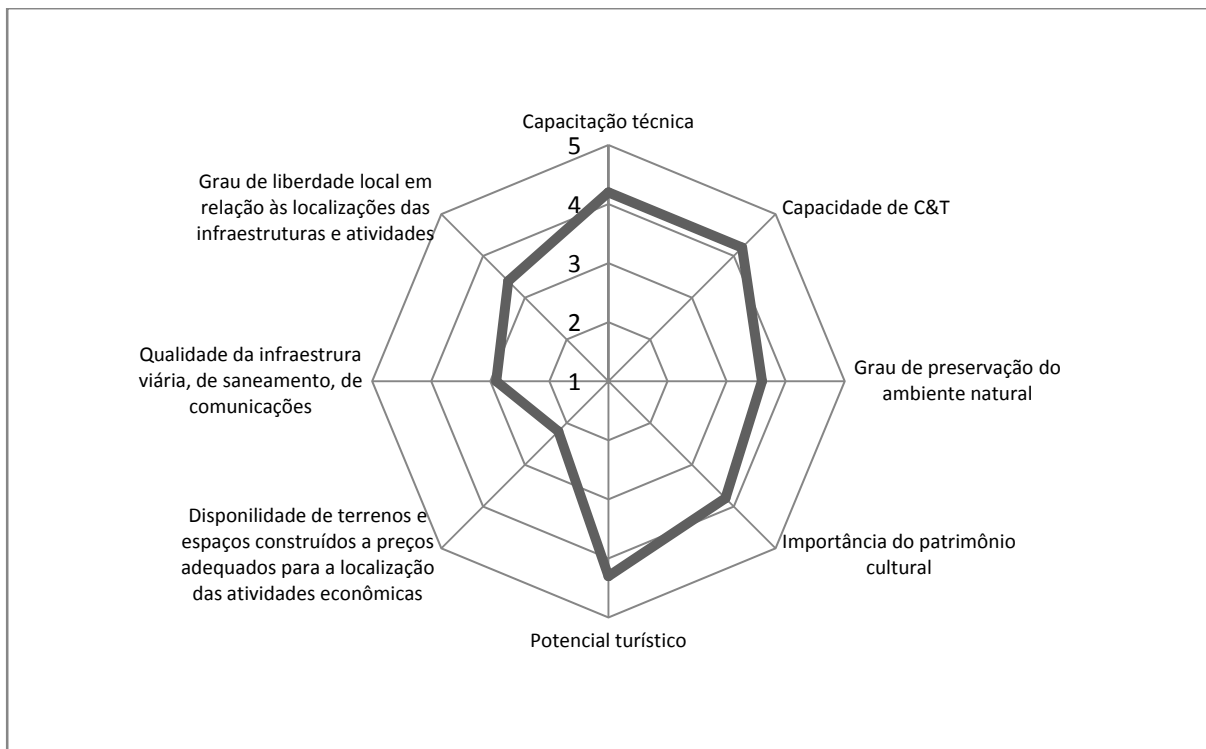 Capacitação técnica
5
4
3
2
1
Capacidade de C&T
Grau de preservação do
ambiente natural
Importância do patrimônio
cultural
Potencial turístico
Disponilidade de terrenos e
espaços construídos a preços
adequados para a localização
das atividades econômicas
Qualidade da infraestrura
viária, de saneamento, de
comunicações
Grau de liberdade local em
relação às localizações das
infraestruturas e atividades